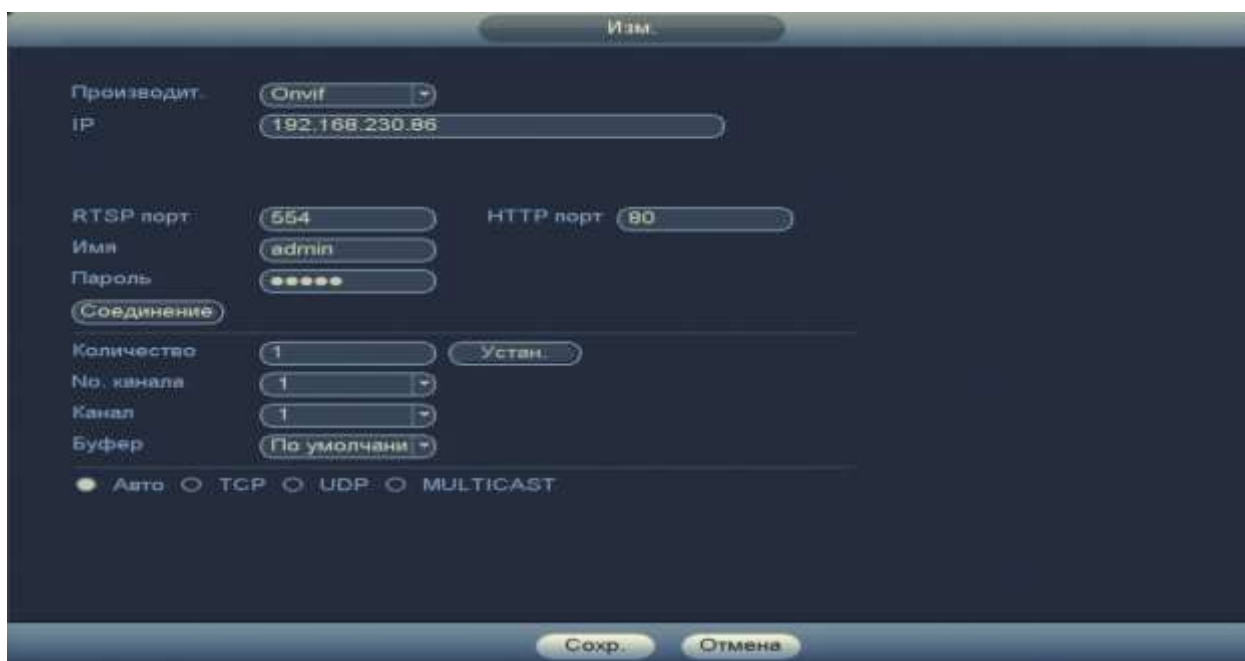 Изм.
Производит. Onvif
IP 192.168.230.86
RTSP порт 554 HTTP порт 80
Имя admin
Пароль ●●●●●
Соединение
Количество 1 Устан.
No. канала 1
Канал 1
Буфер По умолчани
Авто TCP UDP MULTICAST
Сохр. Отмена